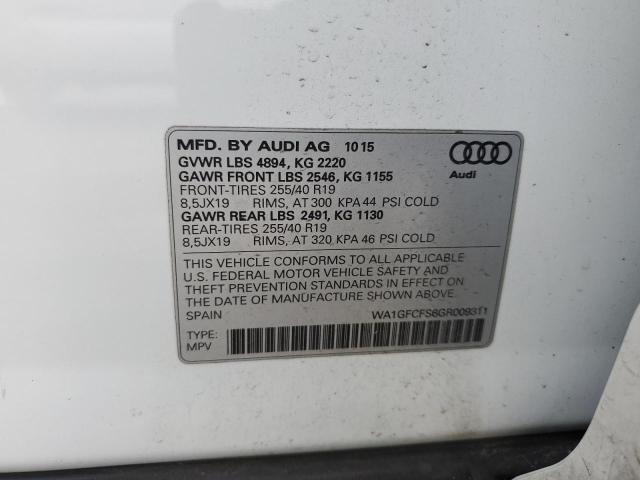 MFD. BY AUDI AG 10 15
GVWR LBS 4894, KG 2220
GAWR FRONT LBS 2546, KG 1155
FRONT-TIRES 255/40 R19
8,5JX19 RIMS, AT 300 KPA 44 PSI COLD
GAWR REAR LBS 2491, KG 1130
REAR-TIRES 255/40 R19
8,5JX19 RIMS, AT 320 KPA 46 PSI COLD
Audi
THIS VEHICLE CONFORMS TO ALL APPLICABLE
U.S. FEDERAL MOTOR VEHICLE SAFETY AND
THEFT PREVENTION STANDARDS IN EFFECT ON
THE DATE OF MANUFACTURE SHOWN ABOVE.
SPAIN WA1GFCFS6GR009311
TYPE:
MPV